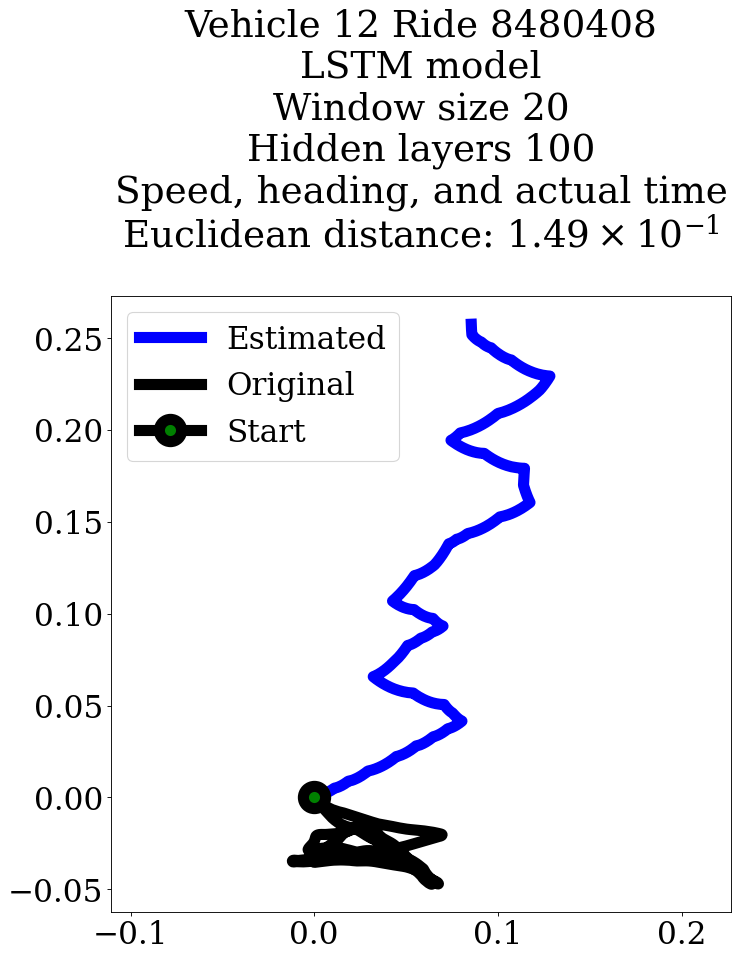 Vehicle 12 Ride 8480408
LSTM model
Window size 20
Hidden layers 100
Speed, heading, and actual time
Euclidean distance: 1.49 × 10⁻¹
Estimated
Original
Start
0.25
0.20
0.15
0.10
0.05
0.00
−0.05
−0.1
0.0
0.1
0.2